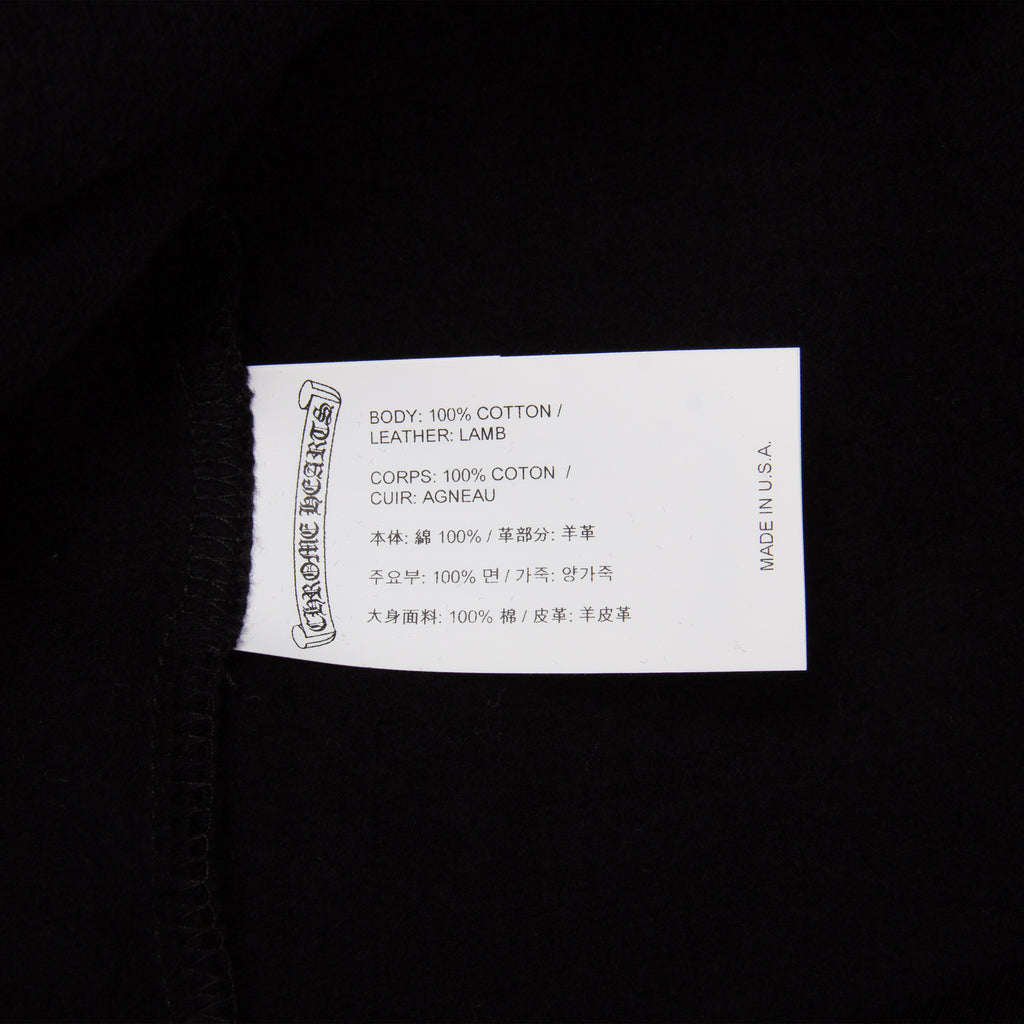 CHROME HEARTS
BODY: 100% COTTON /
LEATHER: LAMB
CORPS: 100% COTON /
CUIR: AGNEAU
本体: 綿 100% / 革部分: 羊革
주요부: 100% 면 / 가죽: 양가죽
大身面料: 100% 棉 / 皮革: 羊皮革
MADE IN U.S.A.